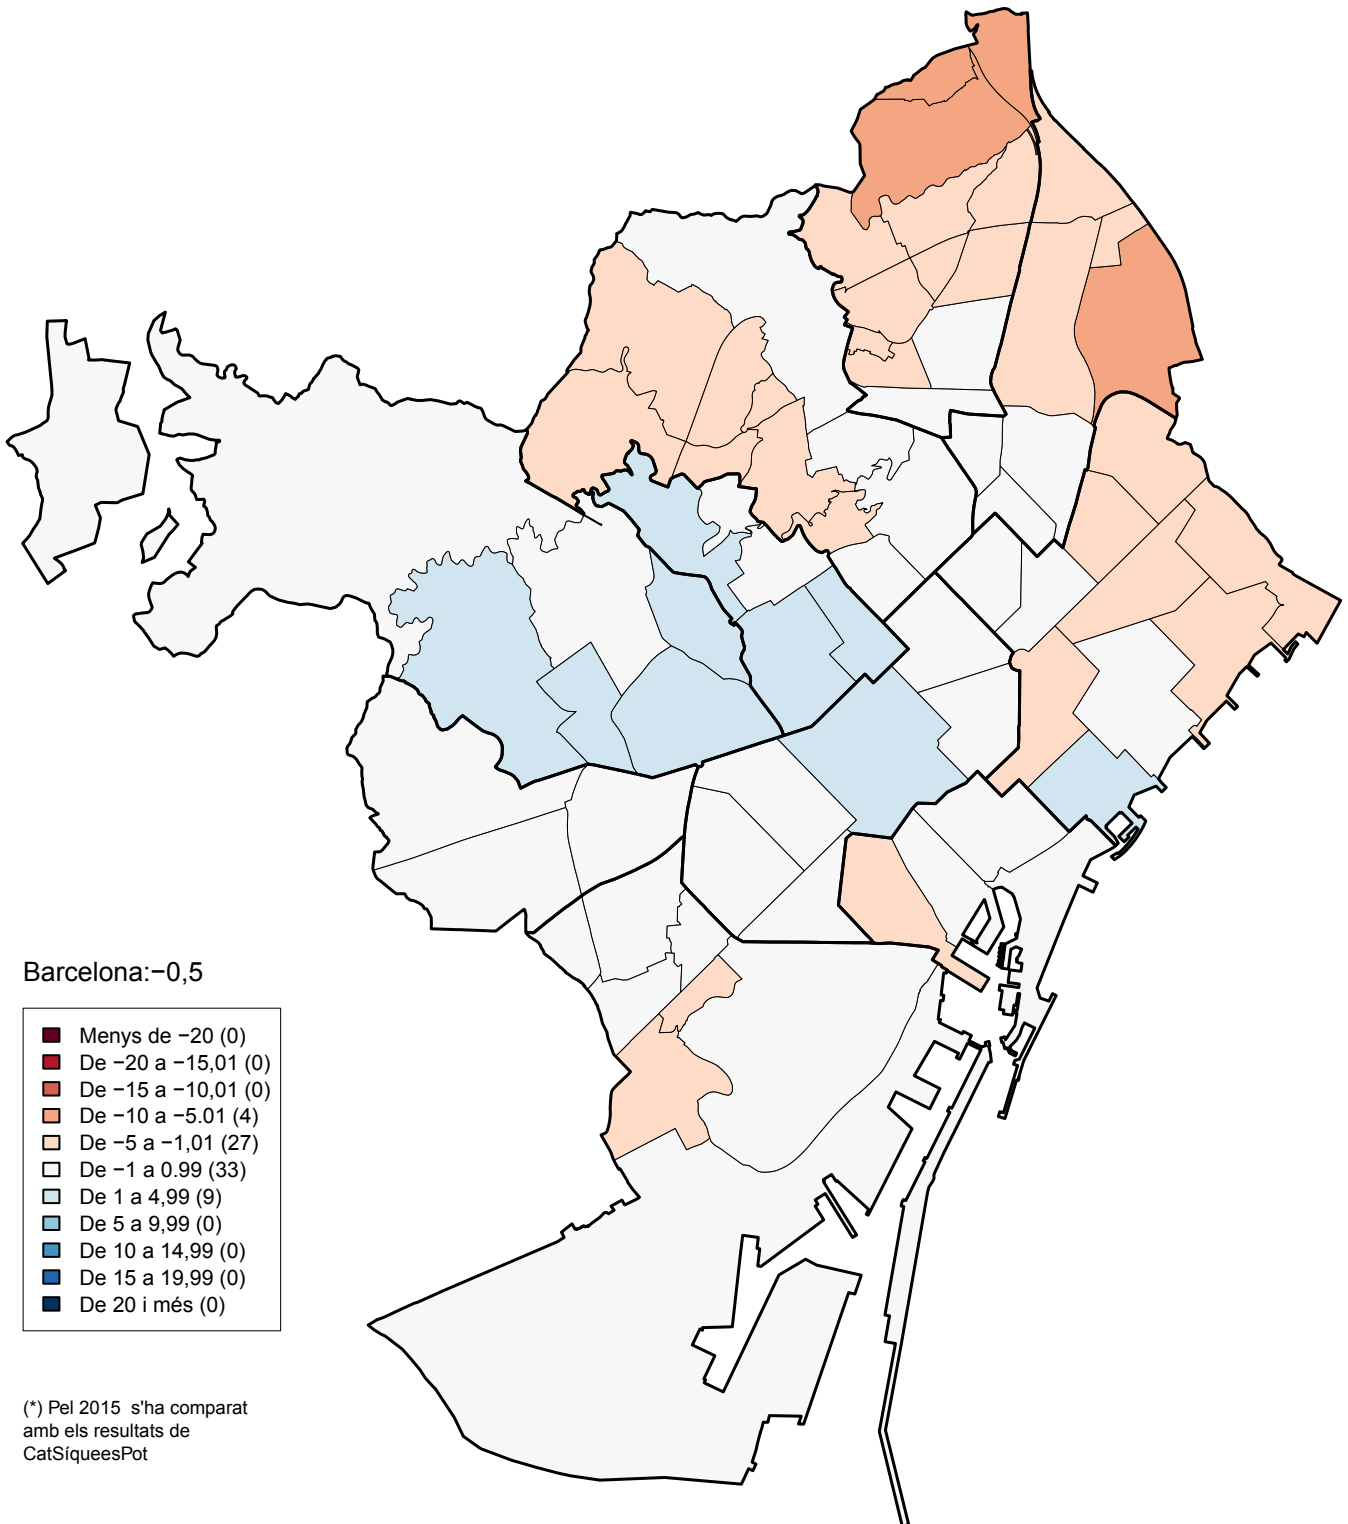 Barcelona:−0,5
Menys de −20 (0)
De −20 a −15,01 (0)
De −15 a −10,01 (0)
De −10 a −5.01 (4)
De −5 a −1,01 (27)
De −1 a 0.99 (33)
De 1 a 4,99 (9)
De 5 a 9,99 (0)
De 10 a 14,99 (0)
De 15 a 19,99 (0)
De 20 i més (0)
(*) Pel 2015 s'ha comparat
amb els resultats de
CatSíqueesPot